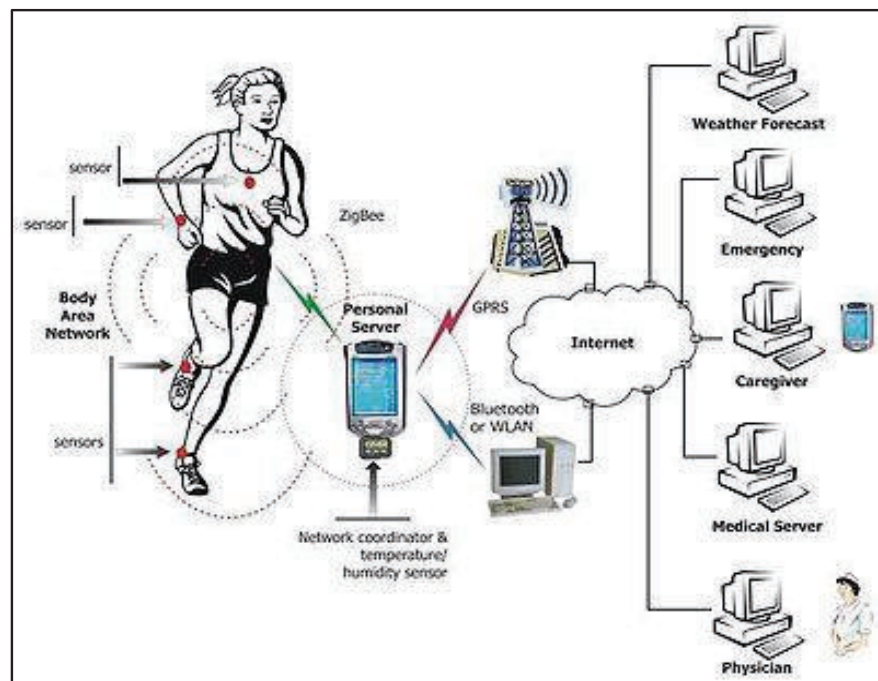 sensor
sensor
ZigBee
Body
Area
Network
sensors
Personal
Server
GPRS
Bluetooth
or WLAN
Network coordinator &
temperature/
humidity sensor
Internet
Weather Forecast
Emergency
Caregiver
Medical Server
Physician